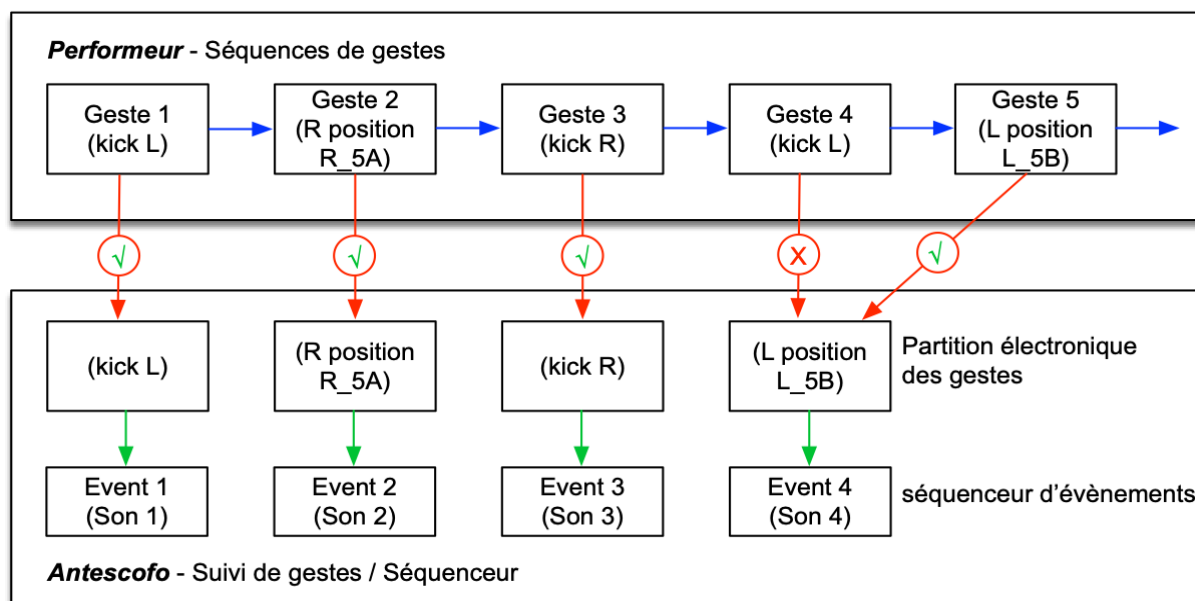 Performeur - Séquences de gestes
Geste 1
(kick L)
Geste 2
(R position
R_5A)
Geste 3
(kick R)
Geste 4
(kick L)
Geste 5
(L position
L_5B)
√
√
√
X
√
(kick L)
(R position
R_5A)
(kick R)
(L position
L_5B)
Partition électronique
des gestes
Event 1
(Son 1)
Event 2
(Son 2)
Event 3
(Son 3)
Event 4
(Son 4)
séquenceur d'évènements
Antescofo - Suivi de gestes / Séquenceur